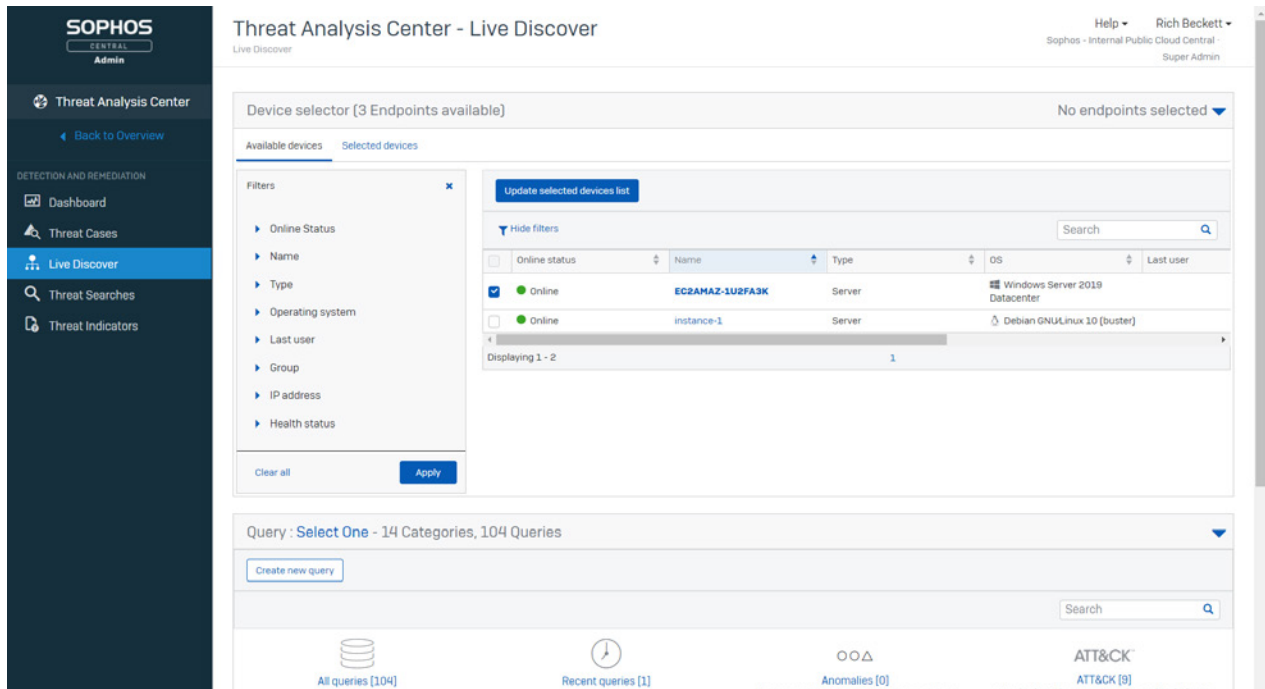 SOPHOS
CENTRAL
Admin
Threat Analysis Center
Back to Overview
DETECTION AND REMEDIATION
Dashboard
Threat Cases
Live Discover
Threat Searches
Threat Indicators
Threat Analysis Center - Live Discover
Live Discover
Help
Rich Beckett
Sophos - Internal Public Cloud Central ·
Super Admin
Device selector (3 Endpoints available)
No endpoints selected
Available devices
Selected devices
Filters
Online Status
Name
Type
Operating system
Last user
Group
IP address
Health status
Clear all
Apply
Update selected devices list
Hide filters
Search
Online status Name Type OS Last user
Online EC2AMAZ-1U2FA3K Server Windows Server 2019
Datacenter
Online instance-1 Server Debian GNU/Linux 10 (buster)
Displaying 1 - 2
1
Query : Select One - 14 Categories, 104 Queries
Create new query
Search
ATT&CK
All queries [104]
Recent queries [1]
Anomalies [0]
ATT&CK [9]